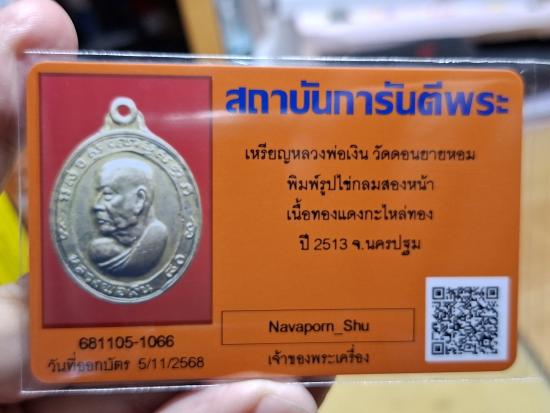 สถาบันการันตีพระ
เหรียญหลวงพ่อเงิน วัดดอนยายหอม
พิมพ์รูปไข่กลมสองหน้า
เนื้อทองแดงกะไหล่ทอง
ปี 2513 จ.นครปฐม
Navaporn_Shu
เจ้าของพระเครื่อง
681105-1066
วันที่ออกบัตร 5/11/2568